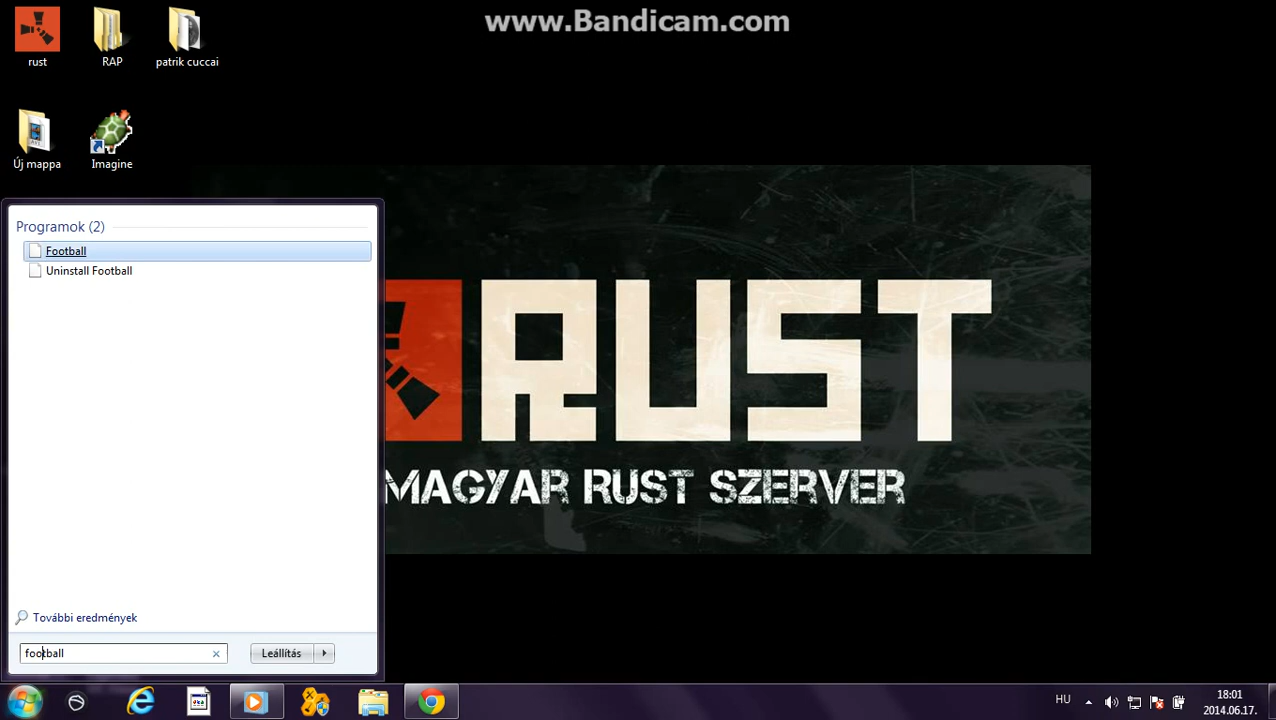 www.Bandicam.com
rust
RAP
patrik cuccai
Új mappa
Imagine
Programok (2)
Football
Uninstall Football
RUST
MAGYAR RUST SZERVER
További eredmények
football
Leállítás
HU
18:01
2014.06.17.